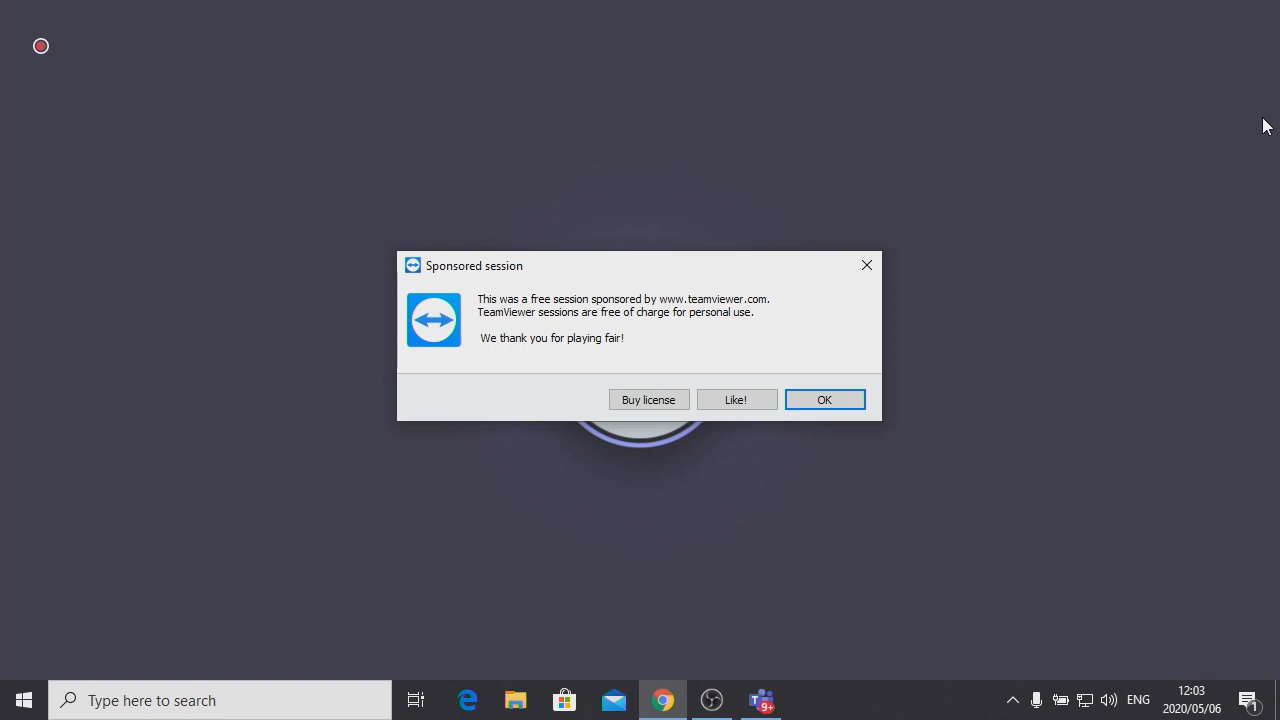 Sponsored session
This was a free session sponsored by www.teamviewer.com.
TeamViewer sessions are free of charge for personal use.
We thank you for playing fair!
Buy license
Like!
OK
Type here to search
T
9+
ENG
12:03
2020/05/06
1